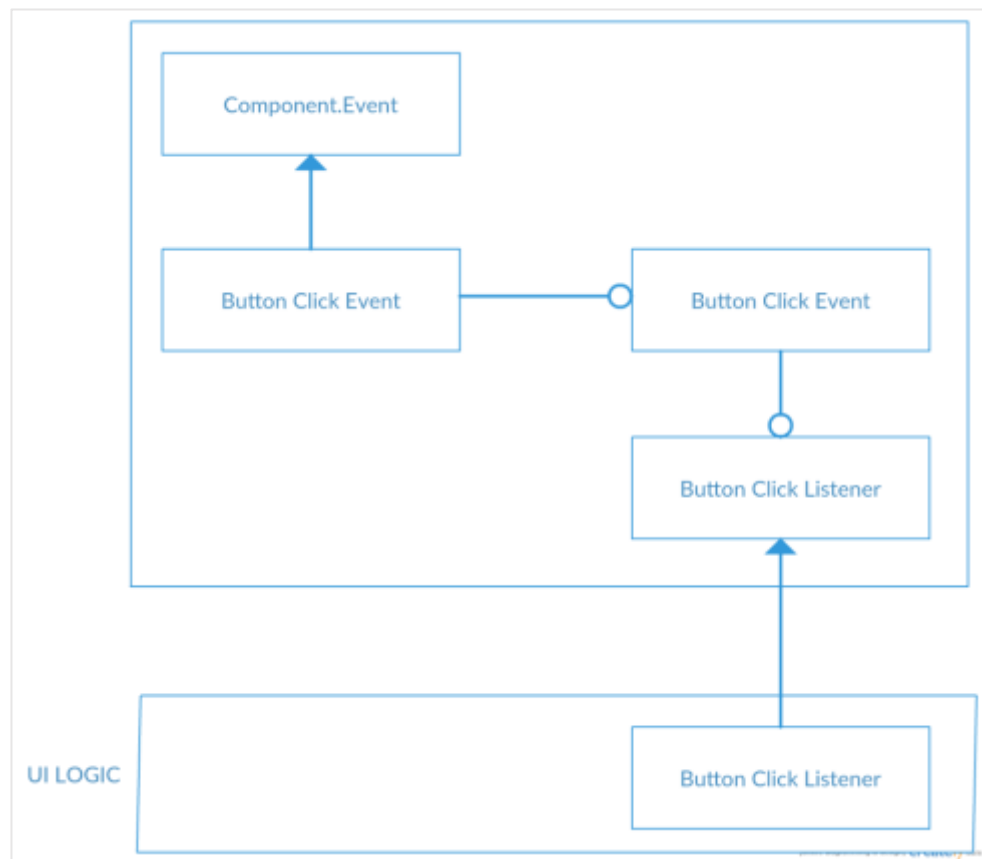 Component.Event
Button Click Event
Button Click Event
Button Click Listener
UI LOGIC
Button Click Listener